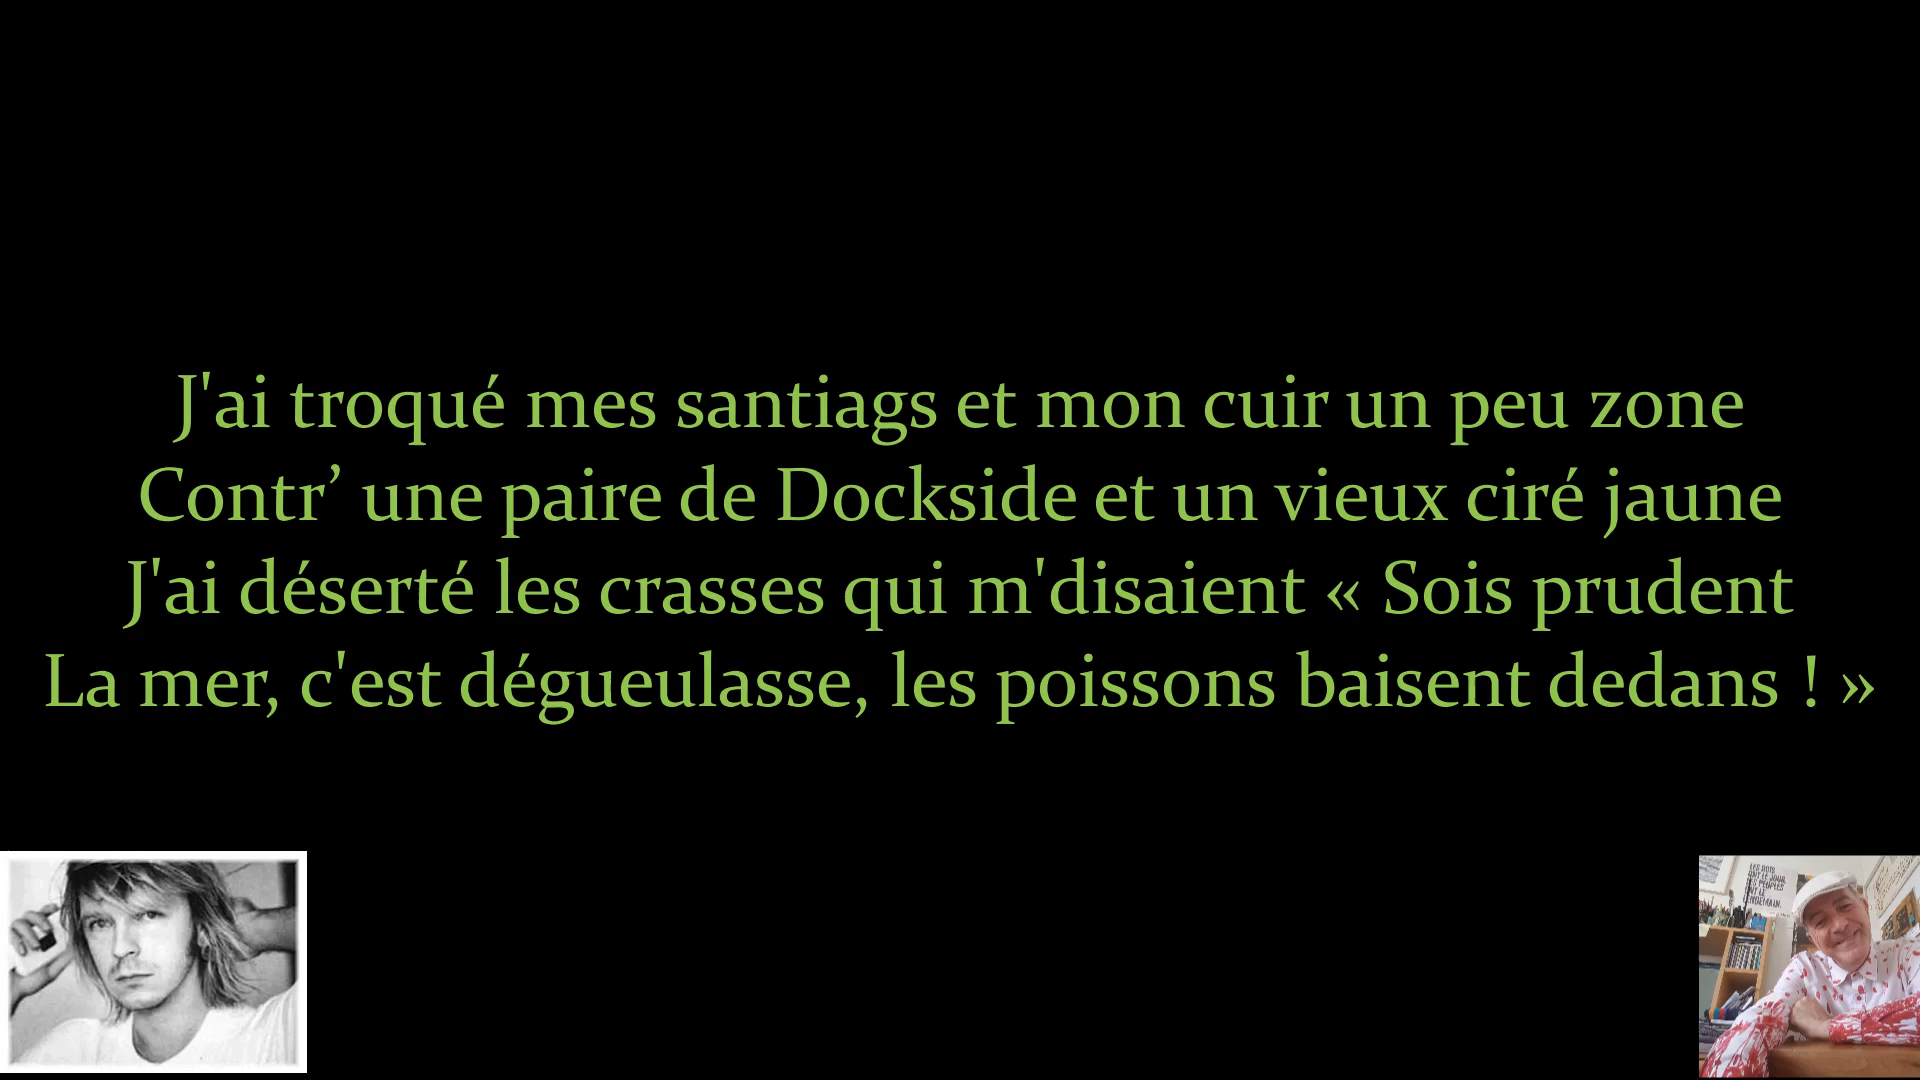 J'ai troqué mes santiags et mon cuir un peu zone
Contr’ une paire de Dockside et un vieux ciré jaune
J'ai déserté les crasses qui m'disaient « Sois prudent
La mer, c'est dégueulasse, les poissons baisent dedans ! »